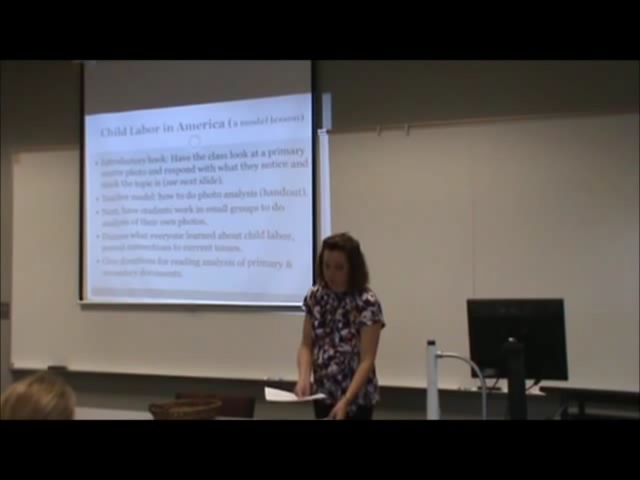 Child Labor in America (a model lesson)
Introductory hook: Have the class look at a primary
source photo and respond with what they notice and
think the topic is (see next slide).
Teacher model: how to do photo analysis (handout).
Next, have students work in small groups to do
analysis of their own photos.
Discuss what everyone learned about child labor,
connections to current issues.
Give directions for reading analysis of primary &
secondary documents.